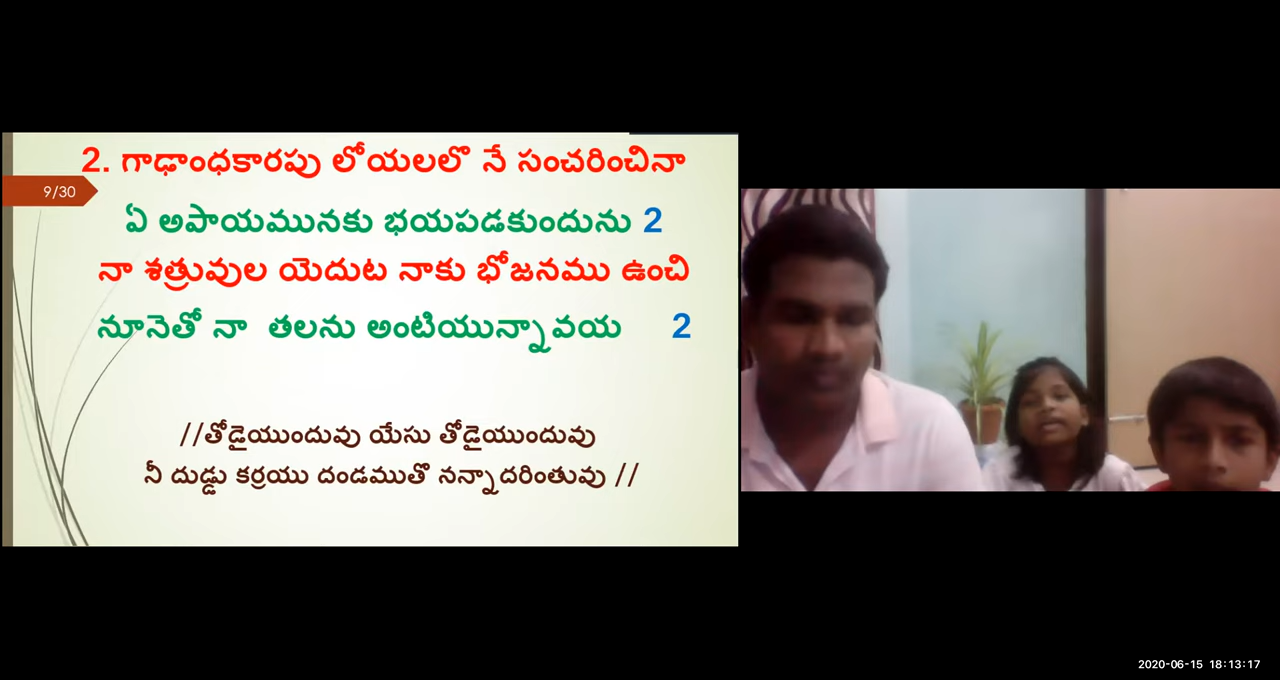 2. గాఢాంధకారపు లోయలలొ నే సంచరించినా
9/30
ఏ అపాయమునకు భయపడకుందును 2
నా శత్రువుల యెదుట నాకు భోజనము ఉంచి
నూనెతో నా తలను అంటియున్నావయ 2
//తోడైయుందువు యేసు తోడైయుందువు
నీ దుడ్డు కర్రయు దండముతొ నన్నాదరింతువు //
2020-06-15 18:13:17